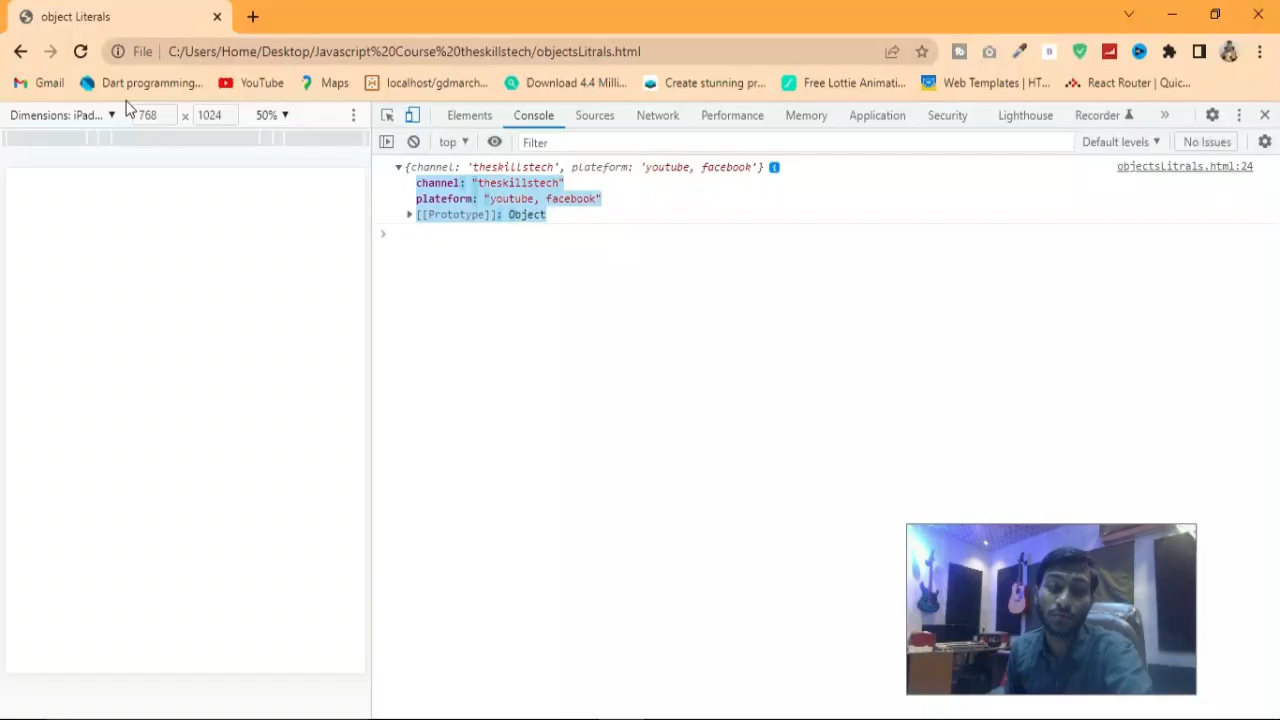 object Literals
File C:/Users/Home/Desktop/Javascript%20Course%20theskillstech/objectsLitrals.html
Gmail Dart programming... YouTube Maps localhost/gdmarch... Download 4.4 Milli... Create stunning pr... Free Lottie Animati... Web Templates | HT... React Router | Quic...
Dimensions: iPad... 768 x 1024 50%
Elements Console Sources Network Performance Memory Application Security Lighthouse Recorder »
top Filter Default levels No Issues
{channel: 'theskillstech', plateform: 'youtube, facebook'} objectsLitrals.html:24
channel: "theskillstech"
plateform: "youtube, facebook"
[[Prototype]]: Object